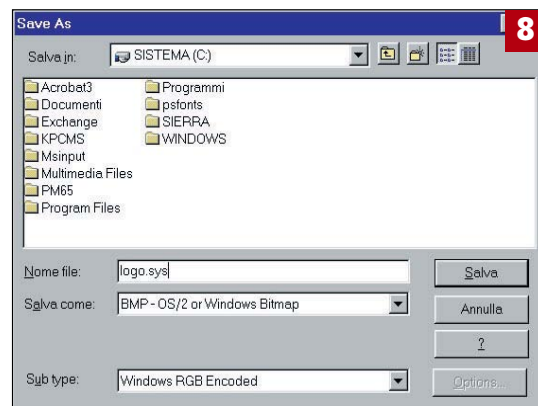 Save As
8
Salva in: SISTEMA (C:)
Acrobat3 Programmi
Documenti psfonts
Exchange SIERRA
KPCMS WINDOWS
Msinput
Multimedia Files
PM65
Program Files
Nome file: logo.sys Salva
Salva come: BMP - OS/2 or Windows Bitmap Annulla
?
Sub type: Windows RGB Encoded Options...